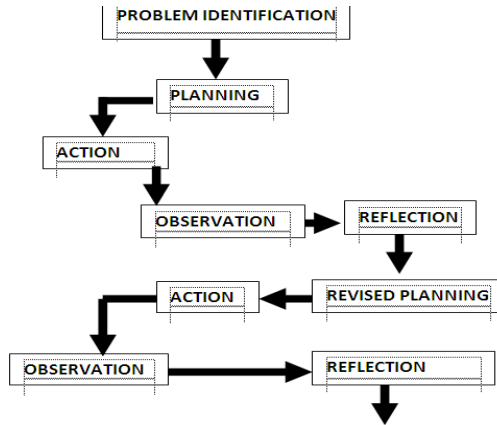 PROBLEM IDENTIFICATION
PLANNING
ACTION
OBSERVATION
REFLECTION
REVISED PLANNING
ACTION
OBSERVATION
REFLECTION